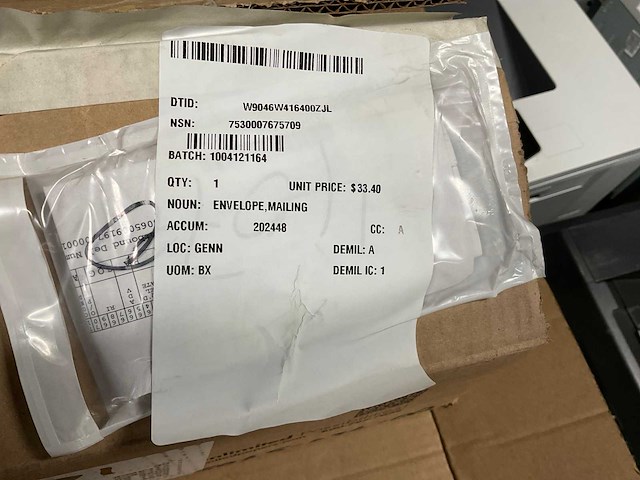 DTID: W9046W416400ZJL
NSN: 7530007675709
BATCH: 1004121164
QTY: 1 UNIT PRICE: $33.40
NOUN: ENVELOPE,MAILING
ACCUM: 202448 CC: A
LOC: GENN DEMIL: A
UOM: BX DEMIL IC: 1